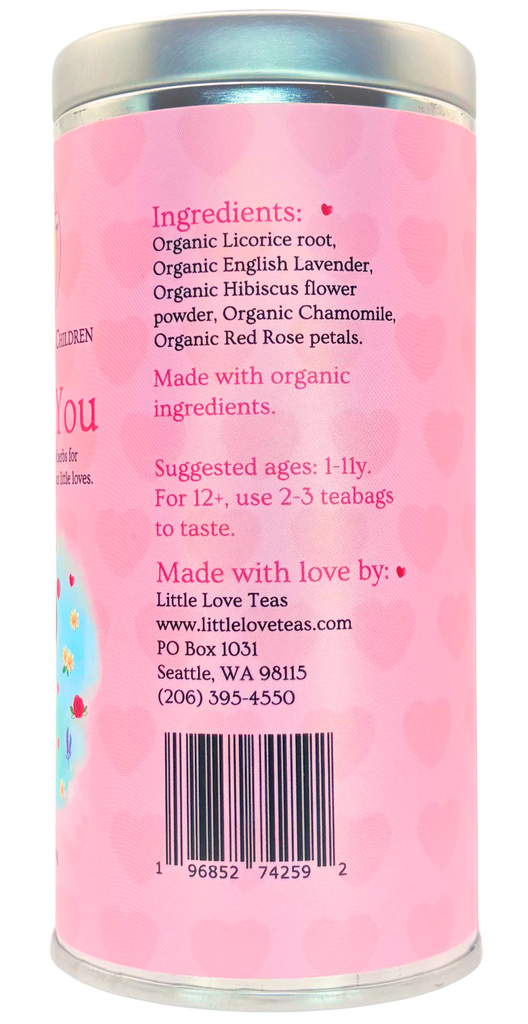 Ingredients:
Organic Licorice root,
Organic English Lavender,
Organic Hibiscus flower
powder, Organic Chamomile,
Organic Red Rose petals.
Made with organic
ingredients.
Suggested ages: 1-11y.
For 12+, use 2-3 teabags
to taste.
Made with love by:
Little Love Teas
www.littleloveteas.com
PO Box 1031
Seattle, WA 98115
(206) 395-4550
1 96852 74259 2
CHILDREN
You
for
little loves.